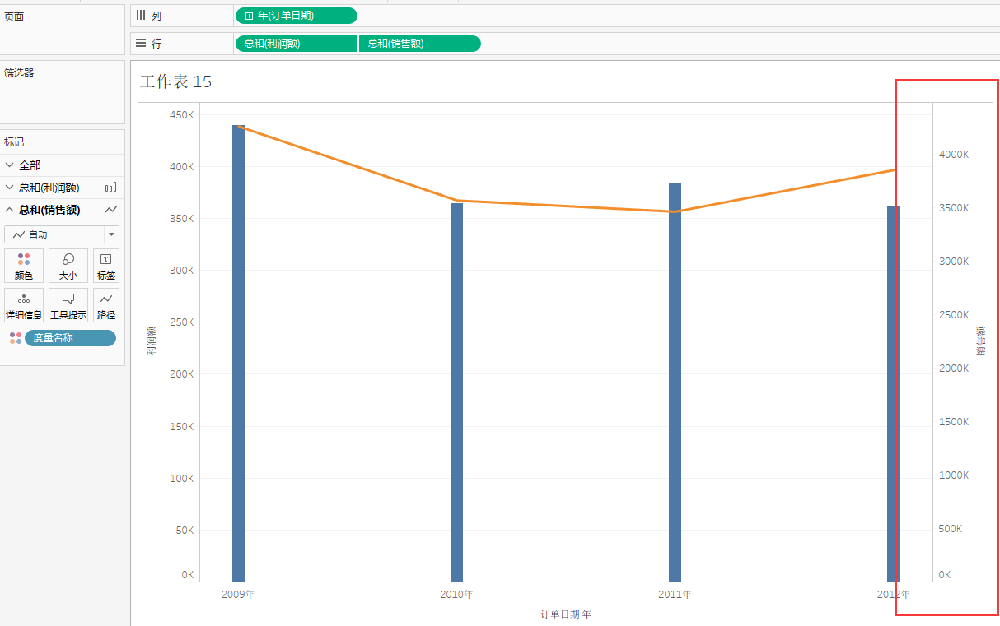 页面
列
年(订单日期)
行
总和(利润额)
总和(销售额)
筛选器
标记
全部
总和(利润额)
总和(销售额)
自动
颜色
大小
标签
详细信息
工具提示
路径
度量名称
工作表 15
450K
400K
350K
300K
250K
200K
150K
100K
50K
0K
利润额
4000K
3500K
3000K
2500K
2000K
1500K
1000K
500K
0K
销售额
2009年
2010年
2011年
2012年
订单日期 年